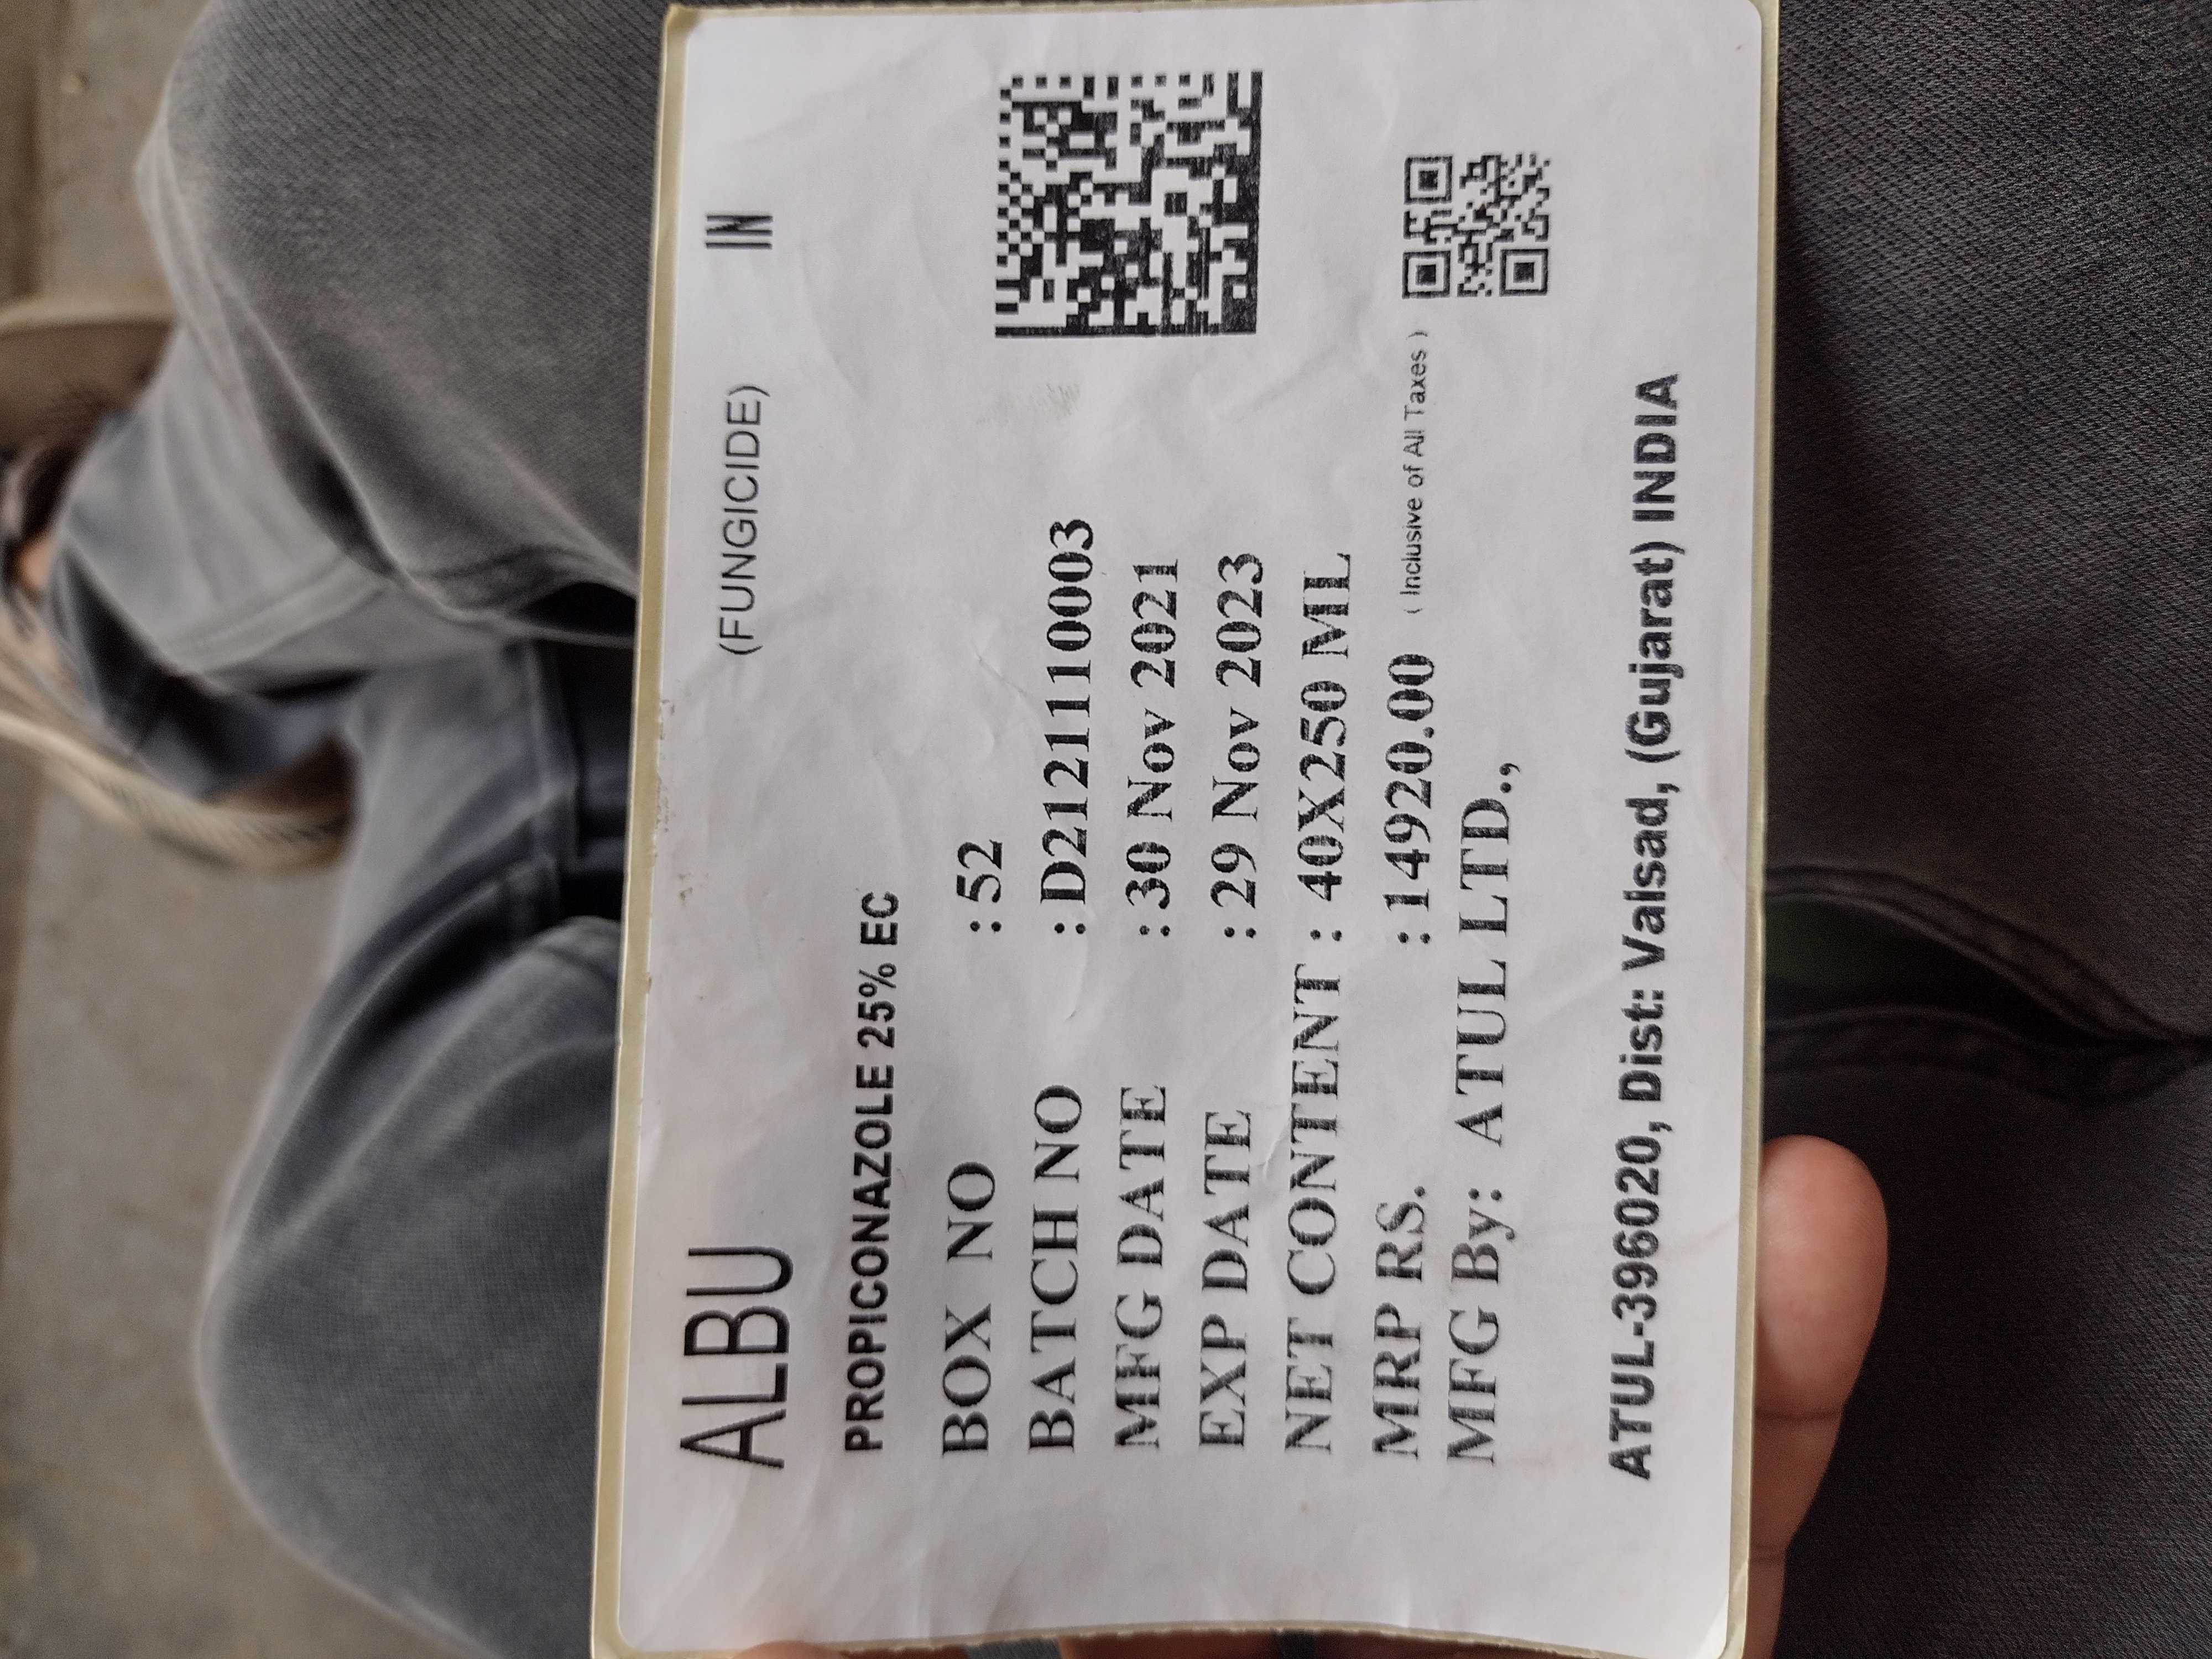 ALBU (FUNGICIDE) IN
PROPICONAZOLE 25% EC
BOX NO : 52
BATCH NO : D2121110003
MFG DATE : 30 Nov 2021
EXP DATE : 29 Nov 2023
NET CONTENT : 40X250 ML
MRP RS. : 14920.00 ( Inclusive of All Taxes )
MFG By: ATUL LTD.,
ATUL-396020, Dist: Valsad, (Gujarat) INDIA